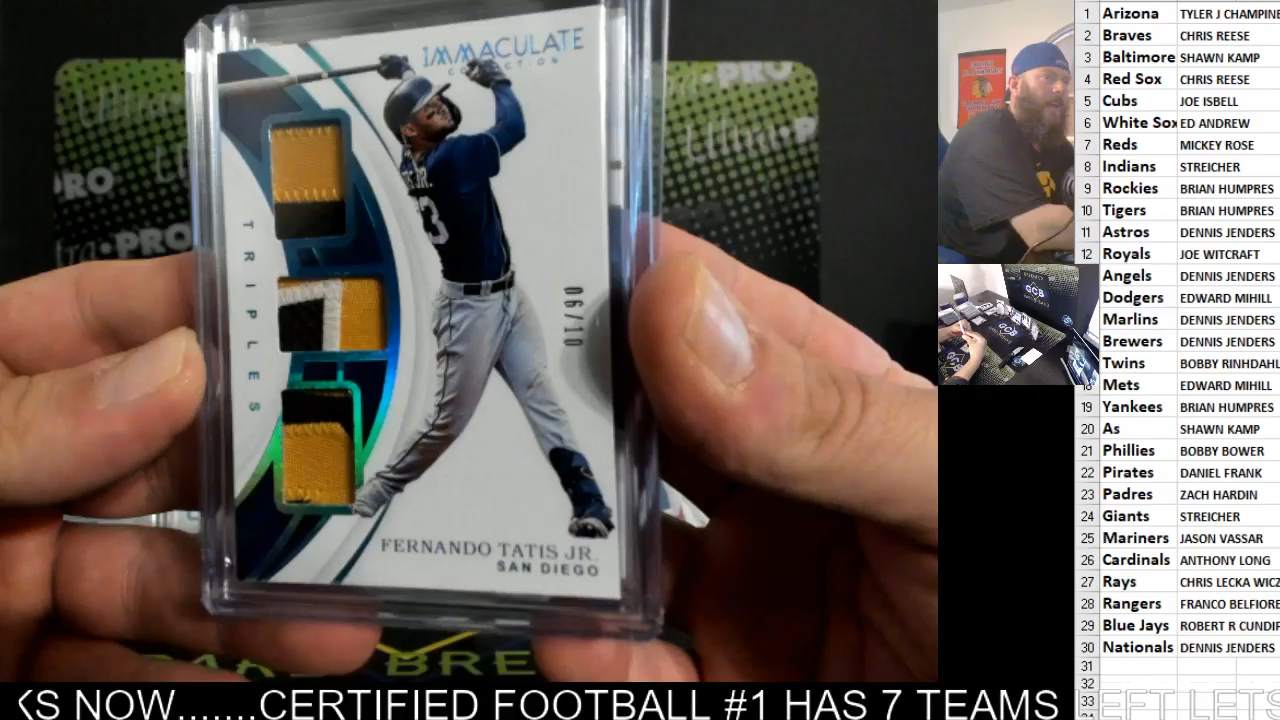 IMMACULATE
COLLECTION
TRIPLES
06/10
FERNANDO TATIS JR.
SAN DIEGO
PRO
BRE
GCB
1 Arizona TYLER J CHAMPINE
2 Braves CHRIS REESE
3 Baltimore SHAWN KAMP
4 Red Sox CHRIS REESE
5 Cubs JOE ISBELL
6 White Sox ED ANDREW
7 Reds MICKEY ROSE
8 Indians STREICHER
9 Rockies BRIAN HUMPRES
10 Tigers BRIAN HUMPRES
11 Astros DENNIS JENDERS
12 Royals JOE WITCRAFT
Angels DENNIS JENDERS
Dodgers EDWARD MIHILL
Marlins DENNIS JENDERS
Brewers DENNIS JENDERS
Twins BOBBY RINHDAHL
18 Mets EDWARD MIHILL
19 Yankees BRIAN HUMPRES
20 As SHAWN KAMP
21 Phillies BOBBY BOWER
22 Pirates DANIEL FRANK
23 Padres ZACH HARDIN
24 Giants STREICHER
25 Mariners JASON VASSAR
26 Cardinals ANTHONY LONG
27 Rays CHRIS LECKA WICZ
28 Rangers FRANCO BELFIORE
29 Blue Jays ROBERT R CUNDIF
30 Nationals DENNIS JENDERS
31
32
33
KS NOW.......CERTIFIED FOOTBALL #1 HAS 7 TEAMS LEFT LETS